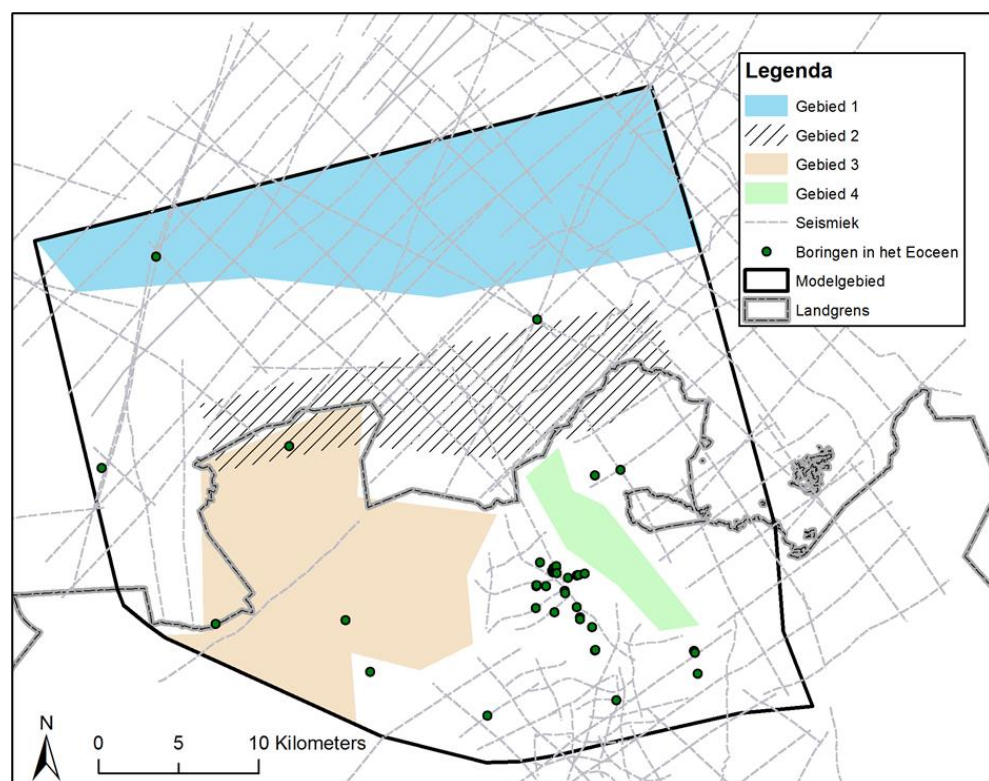 Legenda
Gebied 1
Gebied 2
Gebied 3
Gebied 4
Seismiek
Boringen in het Eoceen
Modelgebied
Landgrens
N
0 5 10 Kilometers